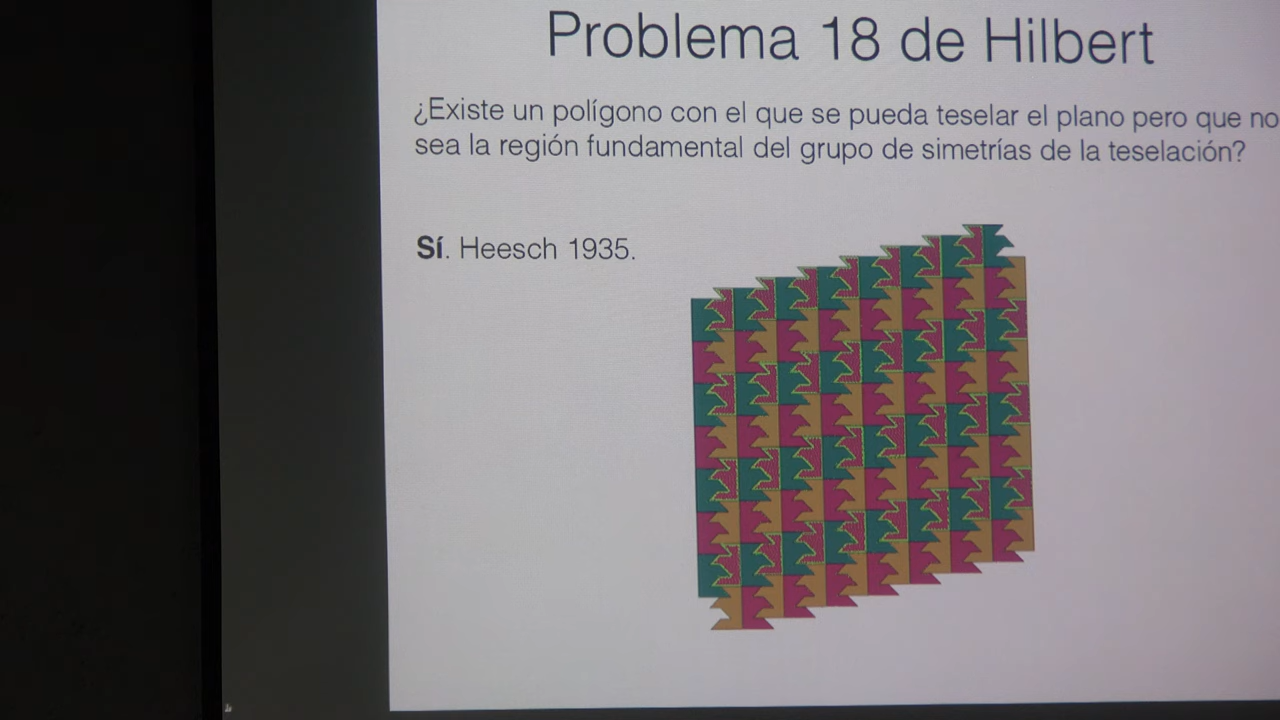 Problema 18 de Hilbert
¿Existe un polígono con el que se pueda teselar el plano pero que no
sea la región fundamental del grupo de simetrías de la teselación?
Sí. Heesch 1935.